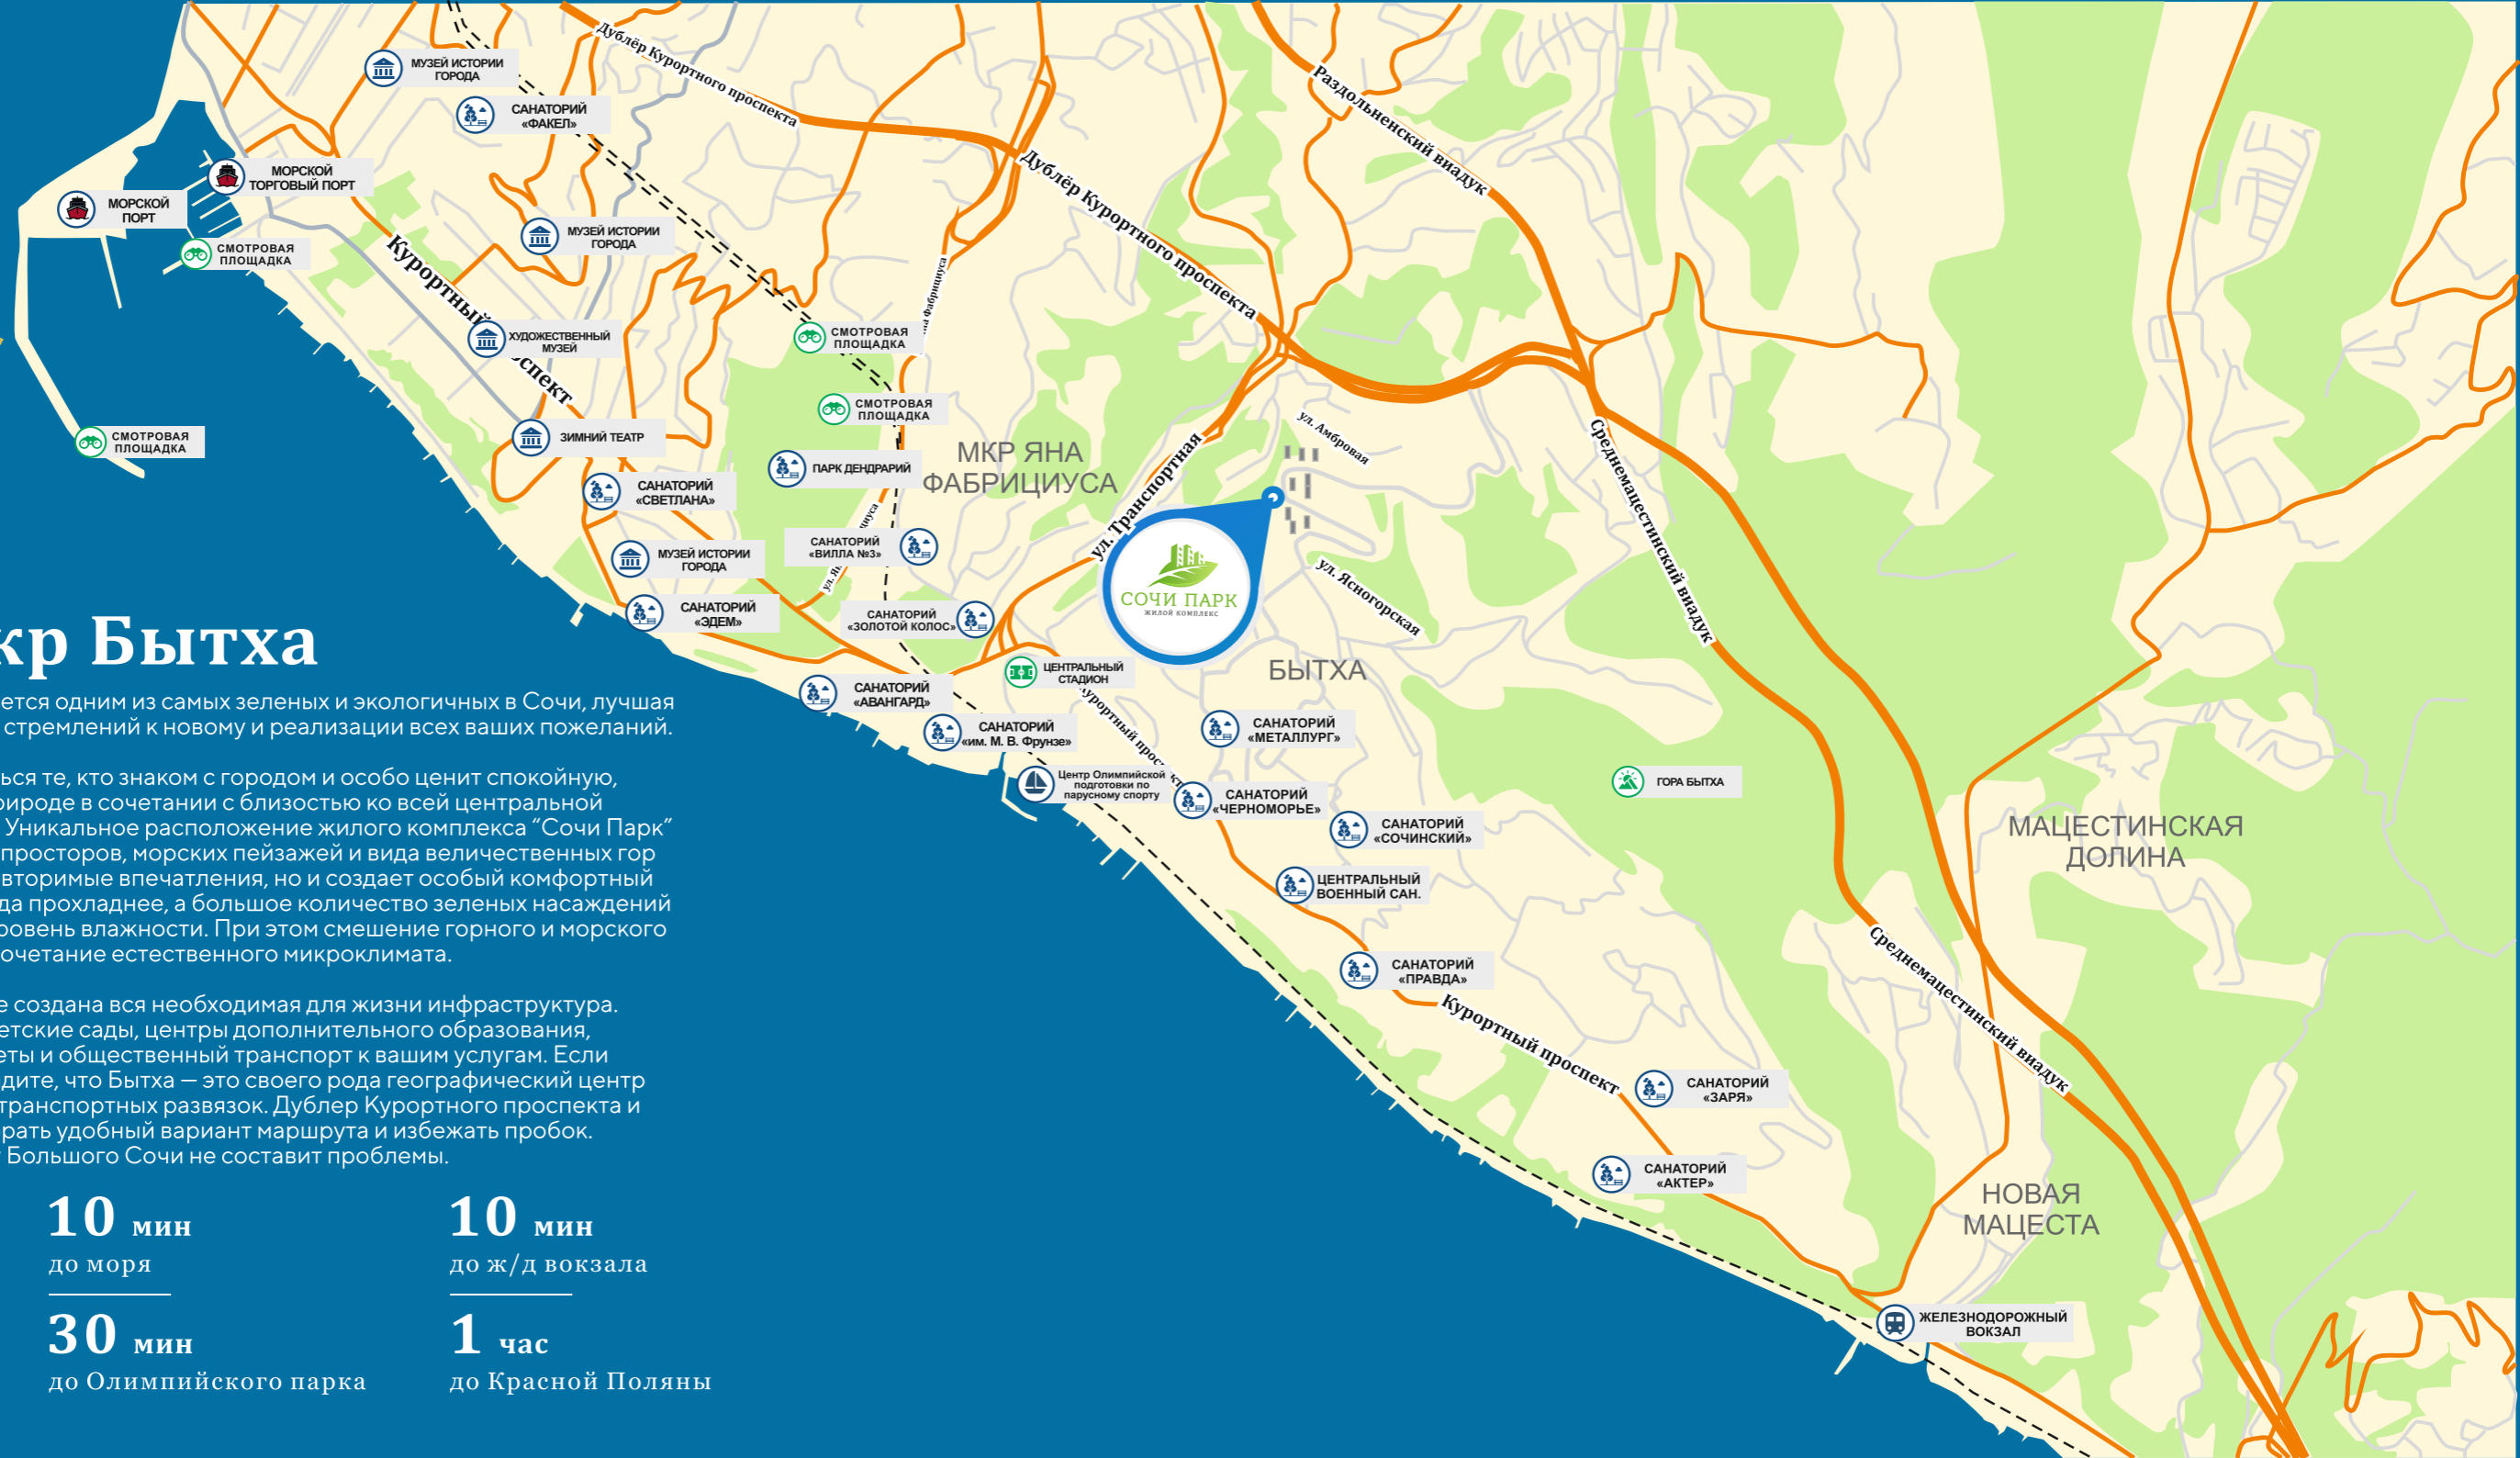 МУЗЕЙ ИСТОРИИ
ГОРОДА
САНАТОРИЙ
«ФАКЕЛ»
Дублёр Курортного проспекта
Раздольненский виадук
МОРСКОЙ
ТОРГОВЫЙ ПОРТ
МОРСКОЙ
ПОРТ
СМОТРОВАЯ
ПЛОЩАДКА
Курортный
МУЗЕЙ ИСТОРИИ
ГОРОДА
Дублёр Курортного проспекта
Фабрициуса
ХУДОЖЕСТВЕННЫЙ
МУЗЕЙ
СМОТРОВАЯ
ПЛОЩАДКА
СМОТРОВАЯ
ПЛОЩАДКА
СМОТРОВАЯ
ПЛОЩАДКА
ЗИМНИЙ ТЕАТР
ПАРК ДЕНДРАРИЙ
МКР ЯНА
ФАБРИЦИУСА
ул. Транспортная
ул. Амбровая
Среднемацестинский виадук
САНАТОРИЙ
«СВЕТЛАНА»
САНАТОРИЙ
«ВИЛЛА №3»
МУЗЕЙ ИСТОРИИ
ГОРОДА
ул.
СОЧИ ПАРК
ЖИЛОЙ КОМПЛЕКС
ул. Ясногорская
САНАТОРИЙ
«ЭДЕМ»
САНАТОРИЙ
«ЗОЛОТОЙ КОЛОС»
ЦЕНТРАЛЬНЫЙ
СТАДИОН
БЫТХА
САНАТОРИЙ
«АВАНГАРД»
САНАТОРИЙ
«им. М. В. Фрунзе»
САНАТОРИЙ
«МЕТАЛЛУРГ»
Центр Олимпийской
подготовки по
парусному спорту
САНАТОРИЙ
«ЧЕРНОМОРЬЕ»
ГОРА БЫТХА
САНАТОРИЙ
«СОЧИНСКИЙ»
МАЦЕСТИНСКАЯ
ДОЛИНА
ЦЕНТРАЛЬНЫЙ
ВОЕННЫЙ САН.
САНАТОРИЙ
«ПРАВДА»
Курортный проспект
Среднемацестинский виадук
САНАТОРИЙ
«ЗАРЯ»
САНАТОРИЙ
«АКТЕР»
НОВАЯ
МАЦЕСТА
ЖЕЛЕЗНОДОРОЖНЫЙ
ВОКЗАЛ
кр Бытха
ется одним из самых зеленых и экологичных в Сочи, лучшая
стремлений к новому и реализации всех ваших пожеланий.
ься те, кто знаком с городом и особо ценит спокойную,
рироде в сочетании с близостью ко всей центральной
Уникальное расположение жилого комплекса “Сочи Парк”
просторов, морских пейзажей и вида величественных гор
вторимые впечатления, но и создает особый комфортный
да прохладнее, а большое количество зеленых насаждений
ровень влажности. При этом смешение горного и морского
очетание естественного микроклимата.
е создана вся необходимая для жизни инфраструктура.
етские сады, центры дополнительного образования,
еты и общественный транспорт к вашим услугам. Если
дите, что Бытха — это своего рода географический центр
транспортных развязок. Дублер Курортного проспекта и
рать удобный вариант маршрута и избежать пробок.
Большого Сочи не составит проблемы.
10 мин
до моря
10 мин
до ж/д вокзала
30 мин
до Олимпийского парка
1 час
до Красной Поляны